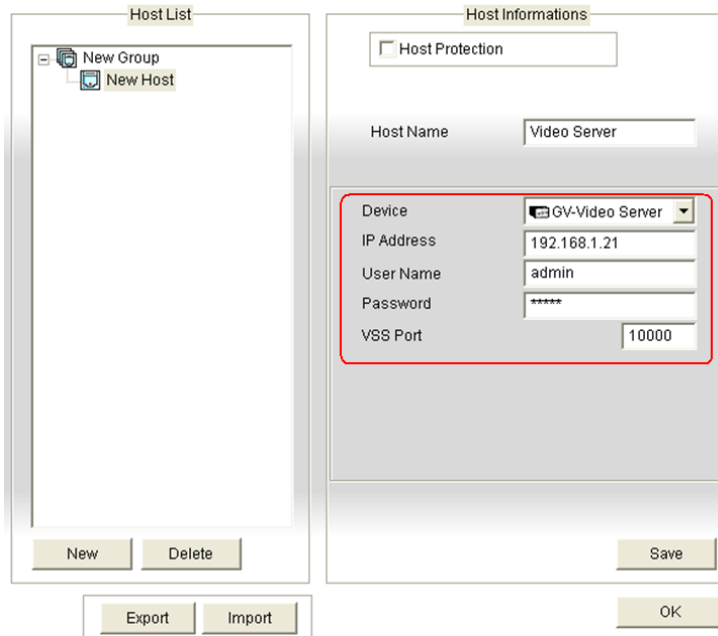 Host List
New Group
New Host
New
Delete
Export
Import
Host Informations
Host Protection
Host Name
Video Server
Device
GV-Video Server
IP Address
192.168.1.21
User Name
admin
Password
*****
VSS Port
10000
Save
OK